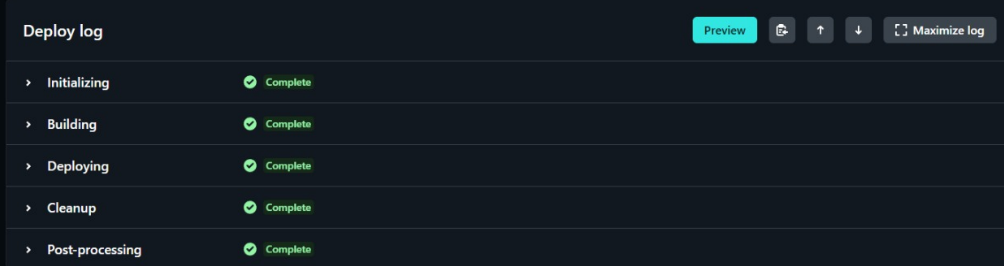 Deploy log
Preview
Maximize log
Initializing Complete
Building Complete
Deploying Complete
Cleanup Complete
Post-processing Complete